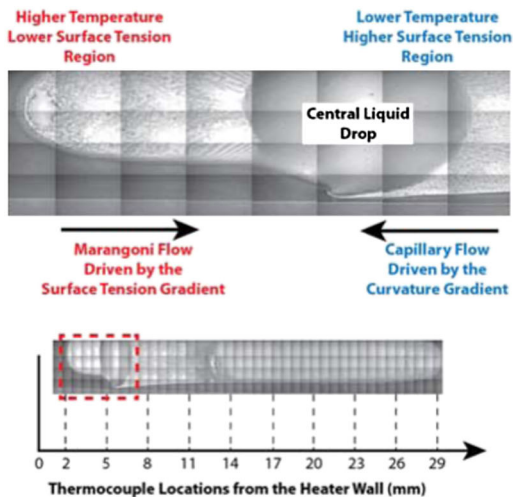 Higher Temperature
Lower Surface Tension
Region
Lower Temperature
Higher Surface Tension
Region
Central Liquid
Drop
Marangoni Flow
Driven by the
Surface Tension Gradient
Capillary Flow
Driven by the
Curvature Gradient
0 2 5 8 11 14 17 20 23 26 29
Thermocouple Locations from the Heater Wall (mm)